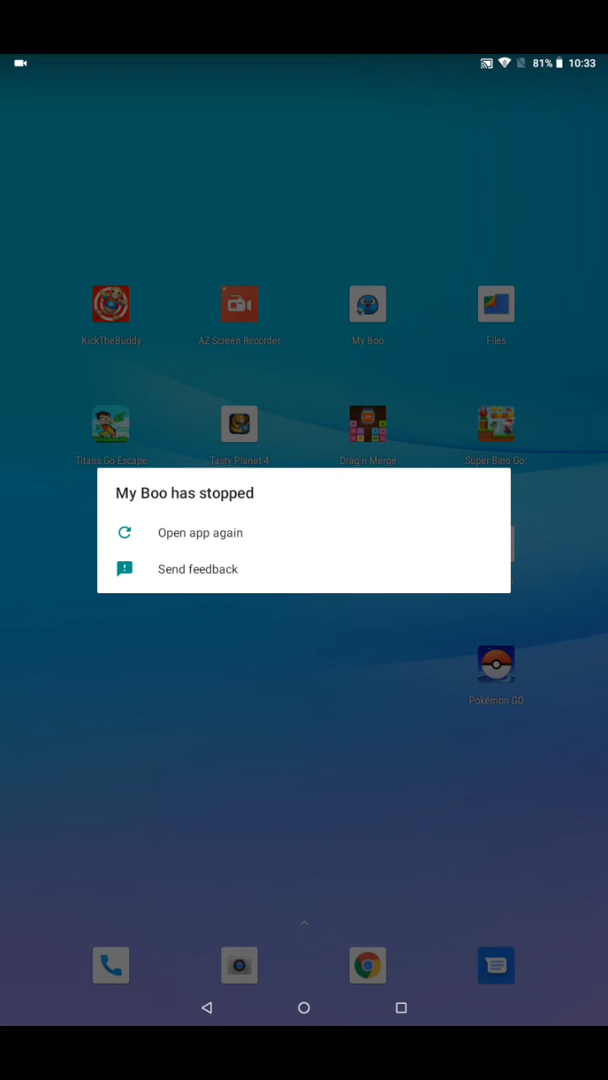 81% 10:33
KickTheBuddy AZ Screen Recorder My Boo Files
Titans Go Escape- Tasty Planet 4 Drag n Merge Super Bino Go.
My Boo has stopped
Open app again
Send feedback
Pokémon GO